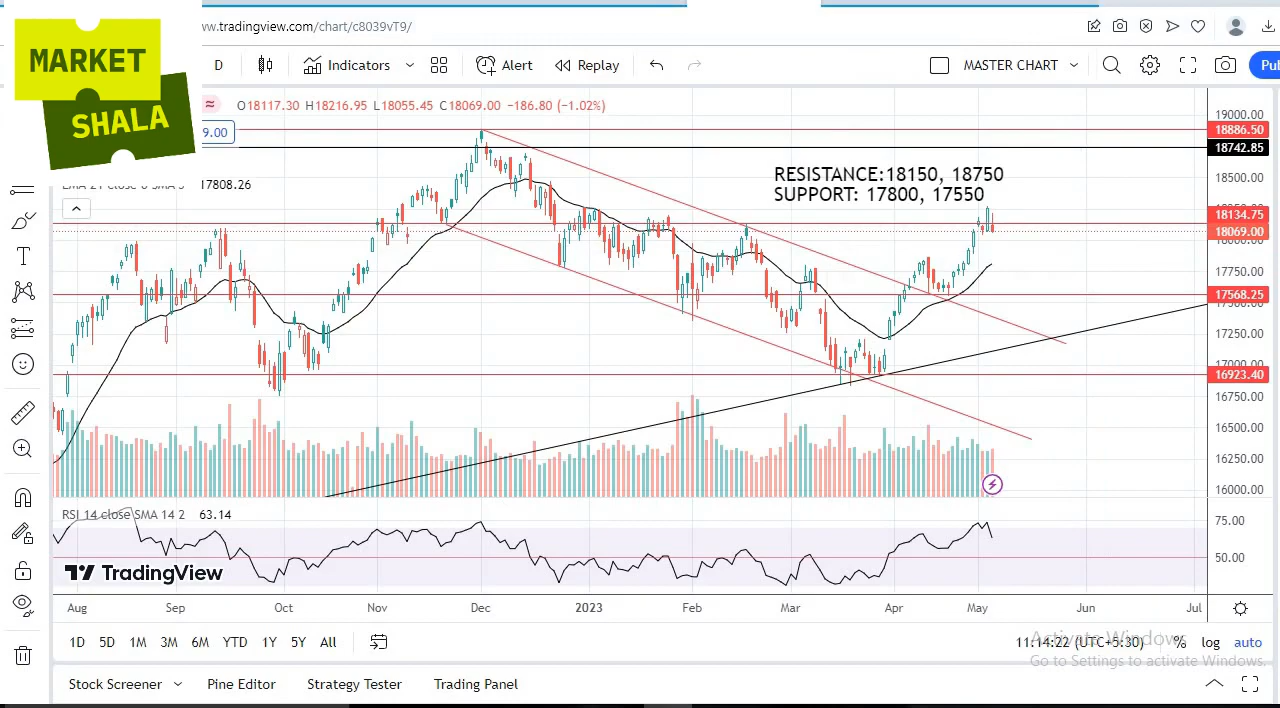 MARKET
SHALA
ww.tradingview.com/chart/c8039vT9/
D Indicators Alert Replay MASTER CHART Pu
O18117.30 H18216.95 L18055.45 C18069.00 -186.80 (-1.02%)
9.00
17808.26
RESISTANCE:18150, 18750
SUPPORT: 17800, 17550
19000.00
18886.50
18742.85
18500.00
18134.75
18069.00
17750.00
17568.25
17250.00
17000.00
16923.40
16750.00
16500.00
16250.00
16000.00
RSI 14 close SMA 14 2 63.14
75.00
50.00
TradingView
Aug Sep Oct Nov Dec 2023 Feb Mar Apr May Jun Jul
1D 5D 1M 3M 6M YTD 1Y 5Y All 11:14:22 (UTC+5:30) % log auto
Activate Windows
Go to Settings to activate Windows.
Stock Screener Pine Editor Strategy Tester Trading Panel